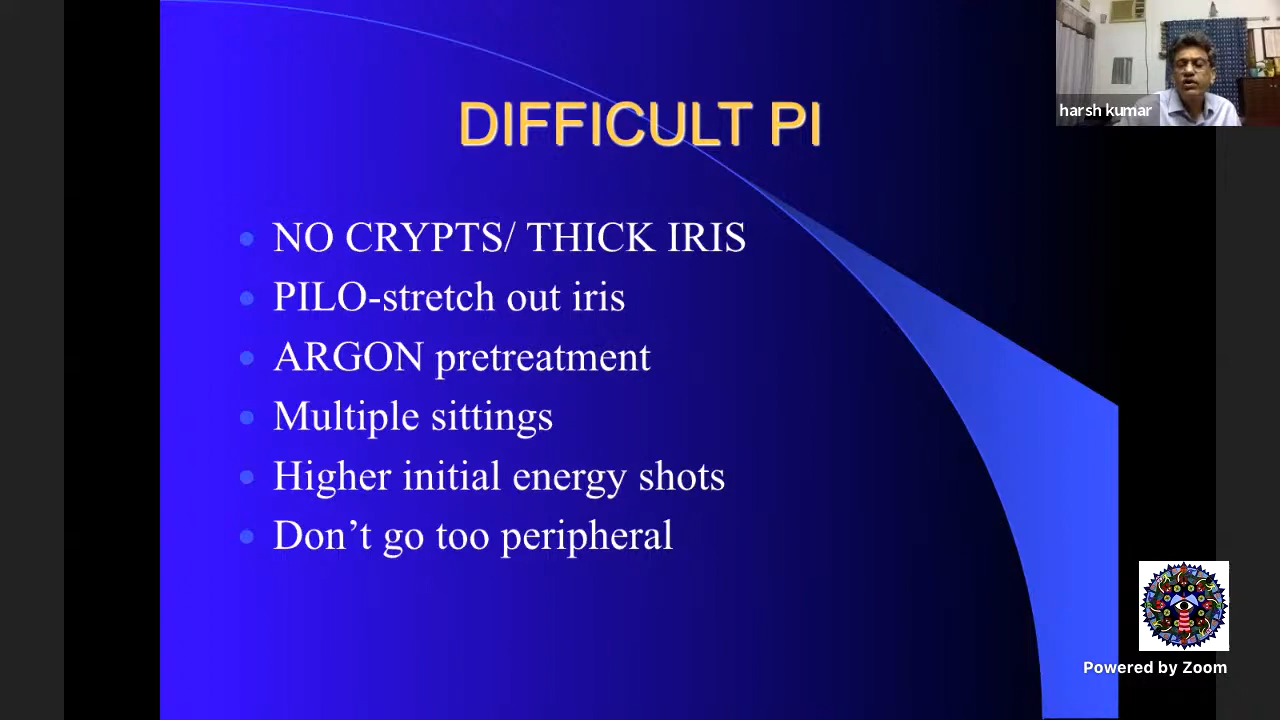 DIFFICULT PI
harsh kumar
NO CRYPTS/ THICK IRIS
PILO-stretch out iris
ARGON pretreatment
Multiple sittings
Higher initial energy shots
Don’t go too peripheral
Powered by Zoom